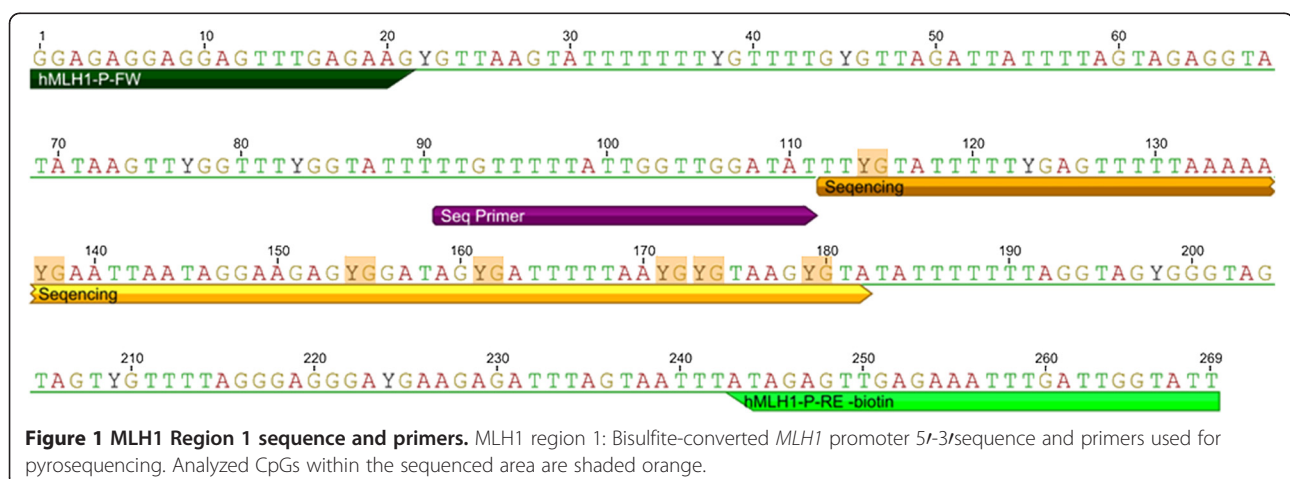 1 10 20 30 40 50 60
GGAGAGGAGGAGTTTGAGAAGYGTTAAGTATTTTTTTYGTTTTGYGTTAGATTATTTTAGTAGAGGTA
hMLH1-P-FW
70 80 90 100 110 120 130
TATAAGTTYGGTTTYGGTATTTTTGTTTTTATTGGTTGGATATTTYGTATTTTTYGAGTTTTTAAAAA
Seqencing
Seq Primer
140 150 160 170 180 190 200
YGAATTAATAGGAAGAGYGGATAGYGATTTTTAAYGYGTAAGYGTATATTTTTTTAGGTAGYGGGTAG
Seqencing
210 220 230 240 250 260 269
TAGTYGTTTTAGGGAGGGAYGAAGAGATTTAGTAATTTATAGAGTTGAGAAATTTGATTGGTATT
hMLH1-P-RE -biotin
Figure 1 MLH1 Region 1 sequence and primers. MLH1 region 1: Bisulfite-converted MLH1 promoter 5′-3′sequence and primers used for
pyrosequencing. Analyzed CpGs within the sequenced area are shaded orange.